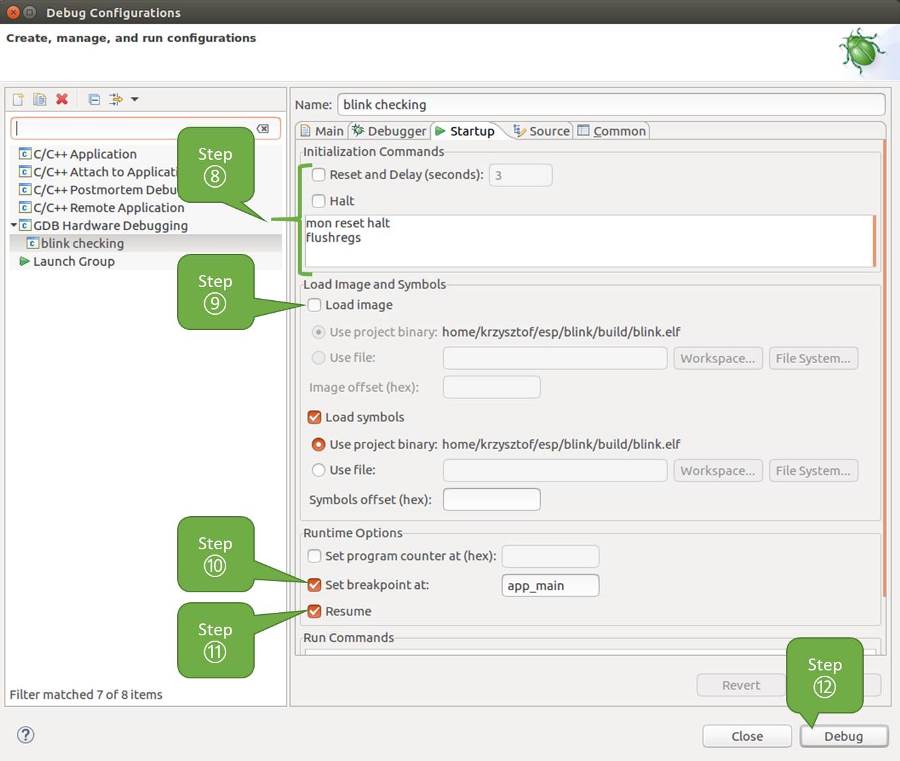 Debug Configurations
Create, manage, and run configurations
Name: blink checking
Main Debugger Startup Source Common
C/C++ Application
C/C++ Attach to Applicati
C/C++ Postmortem Debu
C/C++ Remote Application
GDB Hardware Debugging
blink checking
Launch Group
Filter matched 7 of 8 items
Step
⑧
Step
⑨
Step
⑩
Step
⑪
Initialization Commands
Reset and Delay (seconds): 3
Halt
mon reset halt
flushregs
Load Image and Symbols
Load image
Use project binary: home/krzysztof/esp/blink/build/blink.elf
Use file: Workspace... File System...
Image offset (hex):
Load symbols
Use project binary: home/krzysztof/esp/blink/build/blink.elf
Use file: Workspace... File System...
Symbols offset (hex):
Runtime Options
Set program counter at (hex):
Set breakpoint at: app_main
Resume
Run Commands
Step
⑫
Revert
? Close Debug